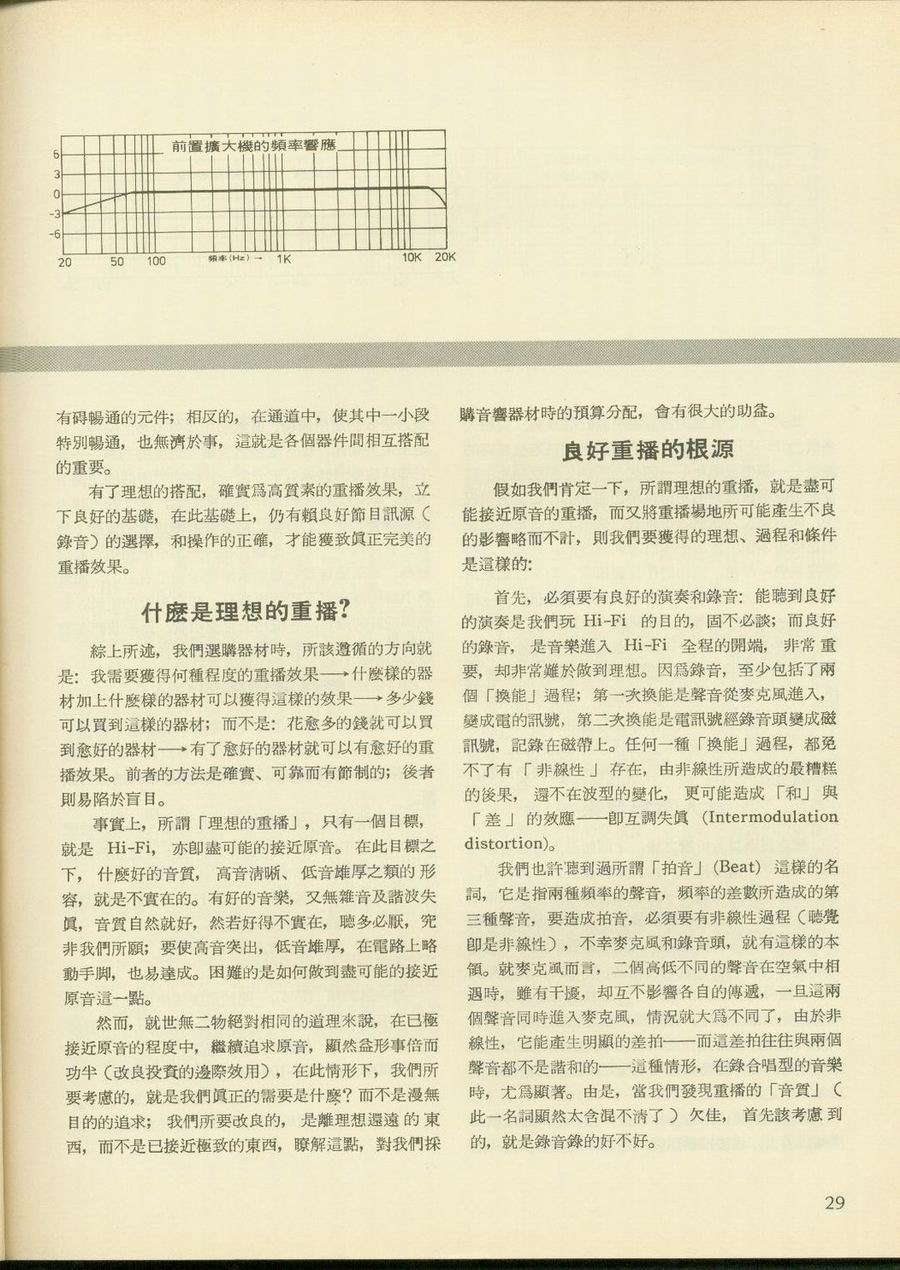 前置擴大機的頻率響應
6
3
0
-3
-6
20 50 100 頻率(Hz)→ 1K 10K 20K
有碍暢通的元件；相反的，在通道中，使其中一小段
特別暢通，也無濟於事，這就是各個器件間相互搭配
的重要。
有了理想的搭配，確實爲高質素的重播效果，立
下良好的基礎，在此基礎上，仍有賴良好節目訊源（
錄音）的選擇，和操作的正確，才能獲致眞正完美的
重播效果。
什麽是理想的重播？
綜上所述，我們選購器材時，所該遵循的方向就
是：我需要獲得何種程度的重播效果──→什麽樣的器
材加上什麽樣的器材可以獲得這樣的效果──→多少錢
可以買到這樣的器材；而不是：花愈多的錢就可以買
到愈好的器材──→有了愈好的器材就可以有愈好的重
播效果。前者的方法是確實、可靠而有節制的；後者
則易陷於盲目。
事實上，所謂「理想的重播」，只有一個目標，
就是 Hi-Fi，亦卽盡可能的接近原音。在此目標之
下，什麽好的音質，高音清晰、低音雄厚之類的形
容，就是不實在的。有好的音樂，又無雜音及諧波失
眞，音質自然就好，然若好得不實在，聽多必厭，究
非我們所願；要使高音突出，低音雄厚，在電路上略
動手脚，也易達成。困難的是如何做到盡可能的接近
原音這一點。
然而，就世無二物絕對相同的道理來說，在已極
接近原音的程度中，繼續追求原音，顯然益形事倍而
功半（改良投資的邊際效用），在此情形下，我們所
要考慮的，就是我們眞正的需要是什麽？而不是漫無
目的的追求；我們所要改良的，是離理想還遠的東
西，而不是已接近極致的東西，瞭解這點，對我們採
購音響器材時的預算分配，會有很大的助益。
良好重播的根源
假如我們肯定一下，所謂理想的重播，就是盡可
能接近原音的重播，而又將重播場地所可能產生不良
的影響略而不計，則我們要獲得的理想、過程和條件
是這樣的：
首先，必須要有良好的演奏和錄音：能聽到良好
的演奏是我們玩 Hi-Fi 的目的，固不必談；而良好
的錄音，是音樂進入 Hi-Fi 全程的開端，非常重
要，却非常難於做到理想。因爲錄音，至少包括了兩
個「換能」過程；第一次換能是聲音從麥克風進入，
變成電的訊號，第二次換能是電訊號經錄音頭變成磁
訊號，記錄在磁帶上。任何一種「換能」過程，都免
不了有「非線性」存在，由非線性所造成的最糟糕
的後果，還不在波型的變化，更可能造成「和」與
「差」的效應──卽互調失眞 (Intermodulation
distortion)。
我們也許聽到過所謂「拍音」(Beat) 這樣的名
詞，它是指兩種頻率的聲音，頻率的差數所造成的第
三種聲音，要造成拍音，必須要有非線性過程（聽覺
卽是非線性），不幸麥克風和錄音頭，就有這樣的本
領。就麥克風而言，二個高低不同的聲音在空氣中相
遇時，雖有干擾，却互不影響各自的傳遞，一旦這兩
個聲音同時進入麥克風，情況就大爲不同了，由於非
線性，它能產生明顯的差拍──而這差拍往往與兩個
聲音都不是諧和的──這種情形，在錄合唱型的音樂
時，尤爲顯著。由是，當我們發現重播的「音質」（
此一名詞顯然太含混不淸了）欠佳，首先該考慮到
的，就是錄音錄的好不好。
29